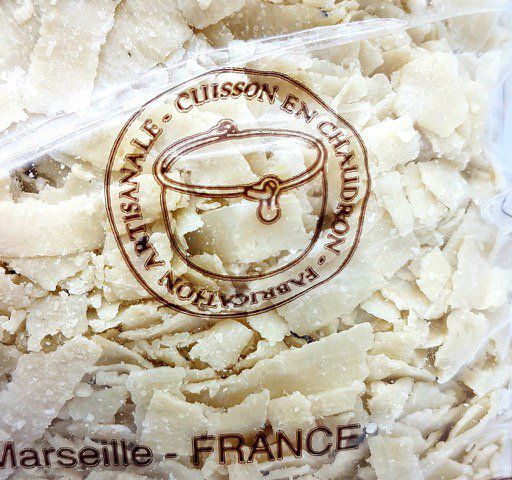 CUISSON EN CHAUDRON - FABRICATION ARTISANALE -
Marseille - FRANCE